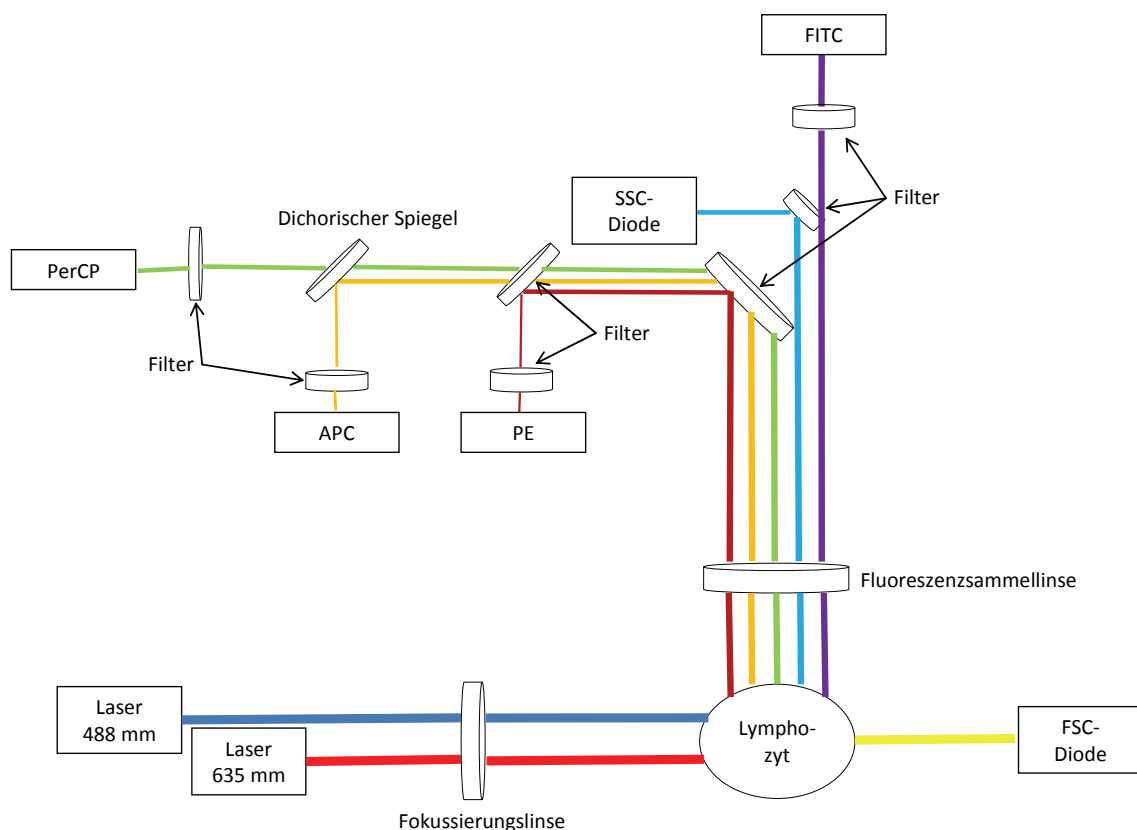 FITC
Filter
SSC-
Diode
Dichorischer Spiegel
PerCP
Filter
Filter
APC
PE
Fluoreszenzsammellinse
Laser
488 mm
Laser
635 mm
Lympho-
zyt
FSC-
Diode
Fokussierungslinse